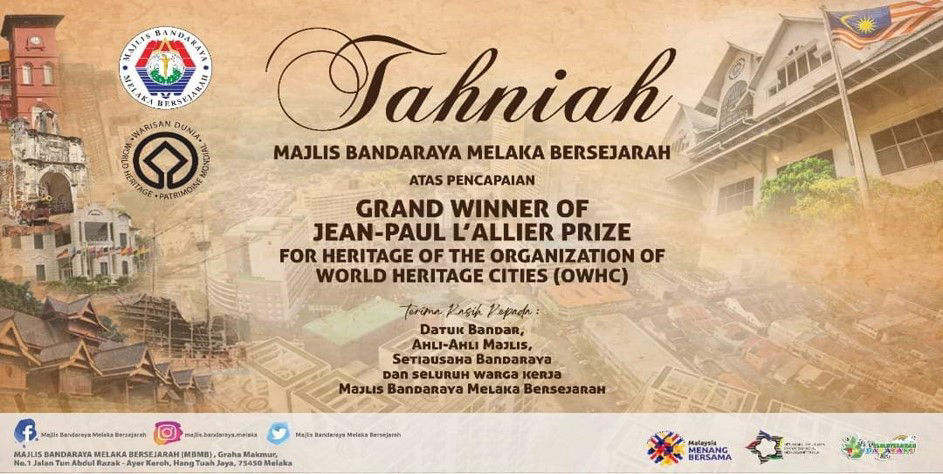 MAJLIS BANDARAYA
MELAKA BERSEJARAH
WARISAN DUNIA
WORLD HERITAGE
PATRIMOINE MONDIAL
Tahniah
MAJLIS BANDARAYA MELAKA BERSEJARAH
ATAS PENCAPAIAN
GRAND WINNER OF
JEAN-PAUL L'ALLIER PRIZE
FOR HERITAGE OF THE ORGANIZATION OF
WORLD HERITAGE CITIES (OWHC)
Terima Kasih Kepada :
DATUK BANDAR,
AHLI-AHLI MAJLIS,
SETIAUSAHA BANDARAYA
DAN SELURUH WARGA KERJA
MAJLIS BANDARAYA MELAKA BERSEJARAH
Majlis Bandaraya Melaka Bersejarah
majlis.bandaraya.melaka
Majlis Bandaraya Melaka Bersejarah
MAJLIS BANDARAYA MELAKA BERSEJARAH (MBMB) , Graha Makmur,
No.1 Jalan Tun Abdul Razak - Ayer Keroh, Hang Tuah Jaya, 75450 Melaka
Malaysia
MENANG
BERSAMA